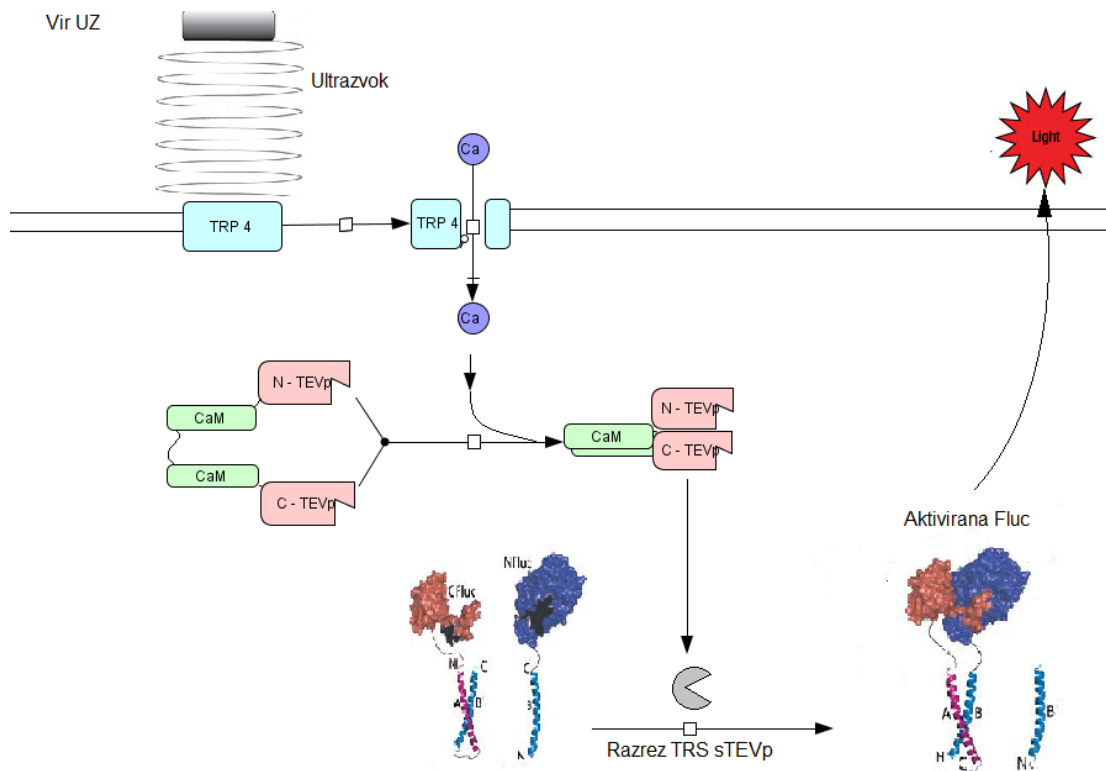 Vir UZ
Ultrazvok
Ca
Light
TRP 4
TRP 4
Ca
N - TEVp
CaM
CaM
C - TEVp
N - TEVp
CaM
C - TEVp
Aktivirana Fluc
CFluc
Nfluc
N
C
C
A
B
B
N
Razrez TRS sTEVp
A
B
B
H
C
N